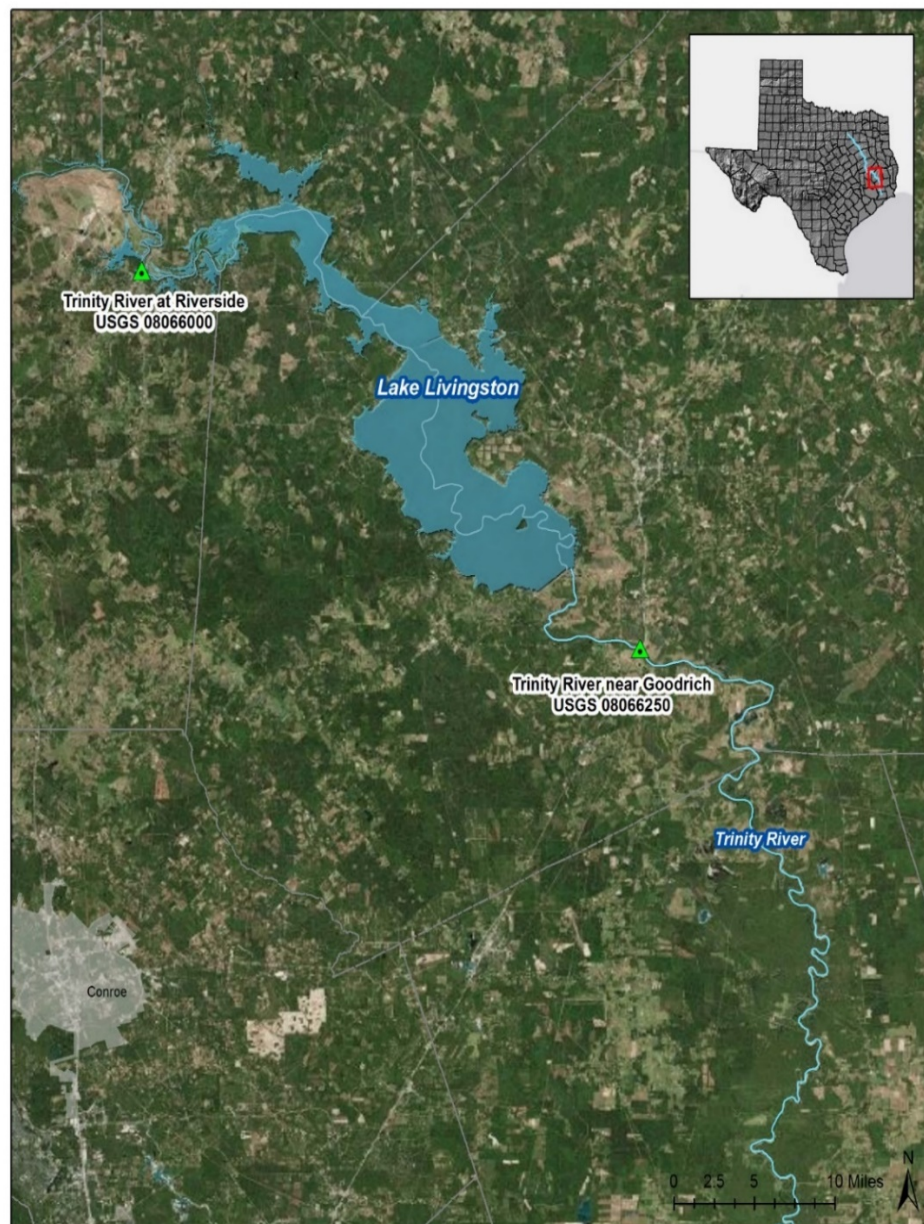 Trinity River at Riverside
USGS 08066000
Lake Livingston
Trinity River near Goodrich
USGS 08066250
Trinity River
Conroe
N
0 2.5 5 10 Miles